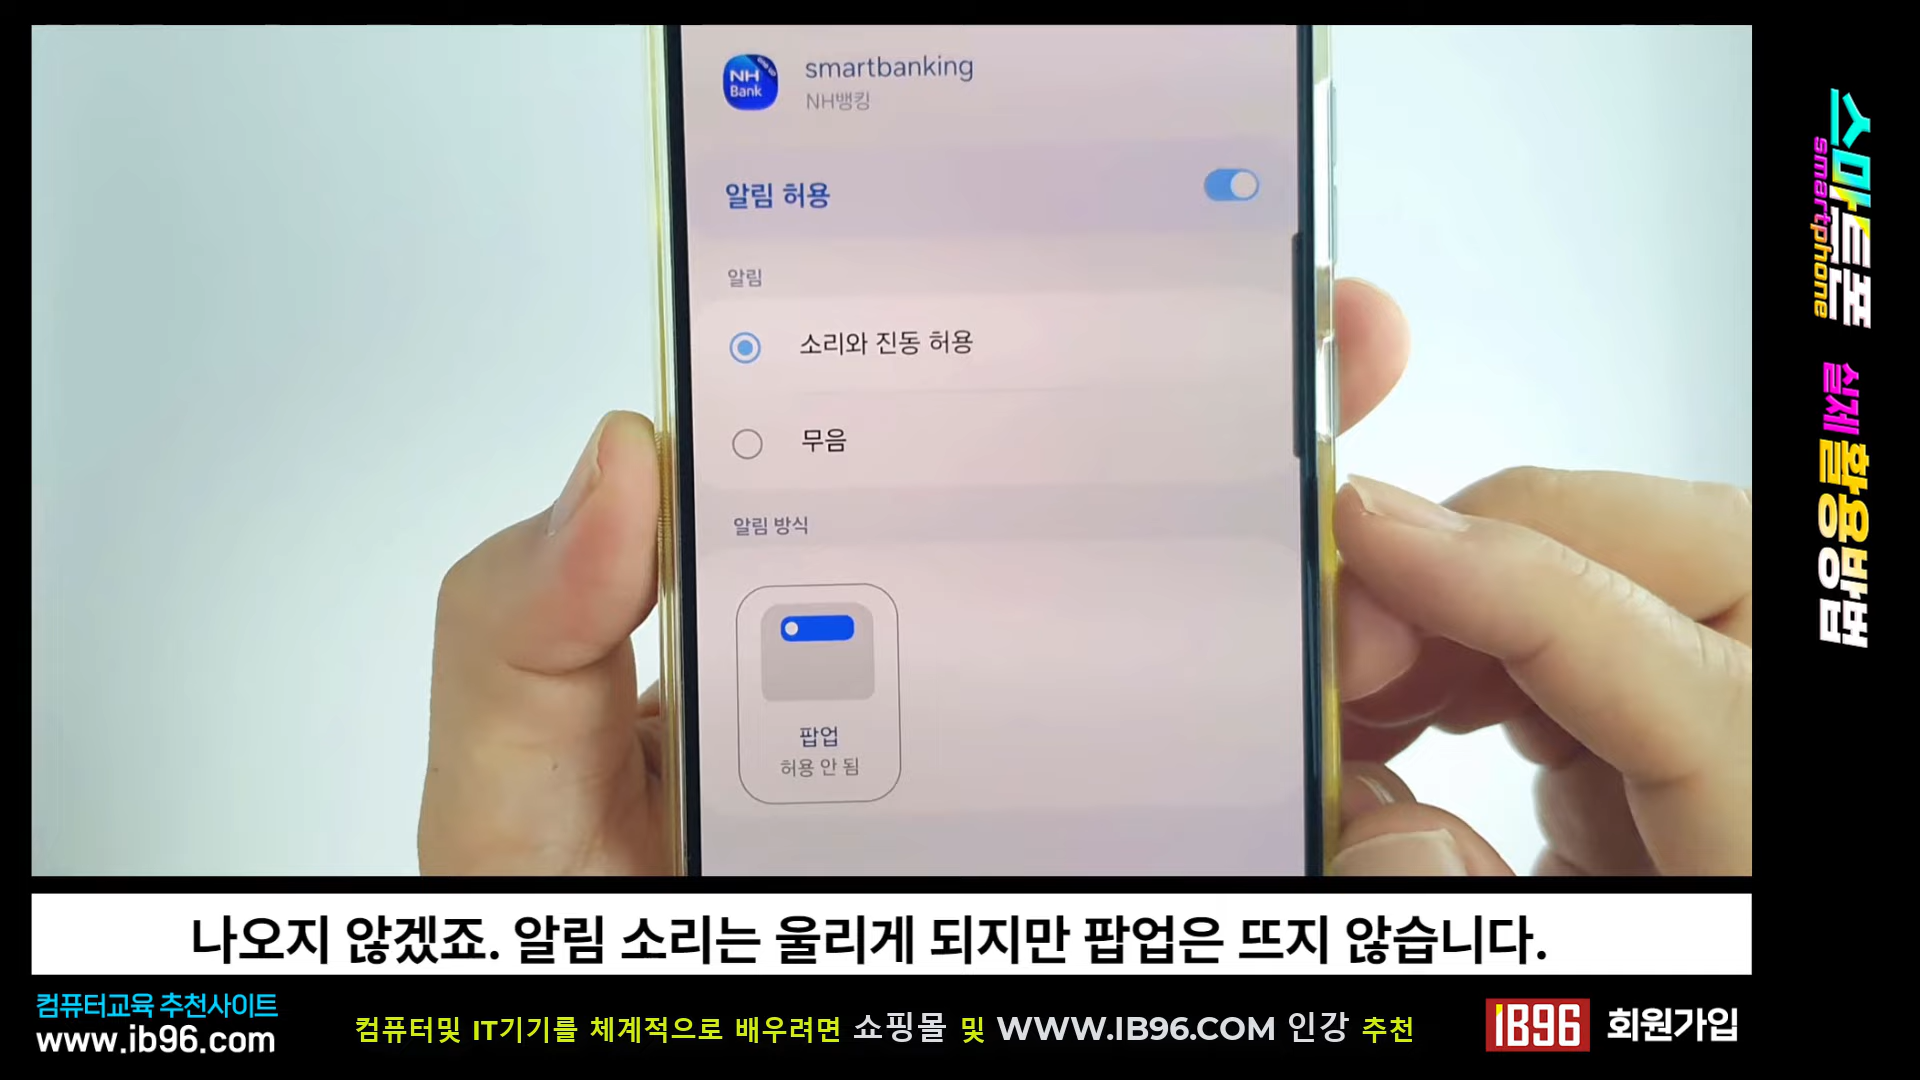 NH
Bank
smartbanking
NH뱅킹
알림 허용
알림
소리와 진동 허용
무음
알림 방식
팝업
허용 안 됨
스마트폰
smartphone
실제활용방법
나오지 않겠죠. 알림 소리는 울리게 되지만 팝업은 뜨지 않습니다.
컴퓨터교육 추천사이트
www.ib96.com
컴퓨터및 IT기기를 체계적으로 배우려면 쇼핑몰 및 WWW.IB96.COM 인강 추천
IB96 회원가입